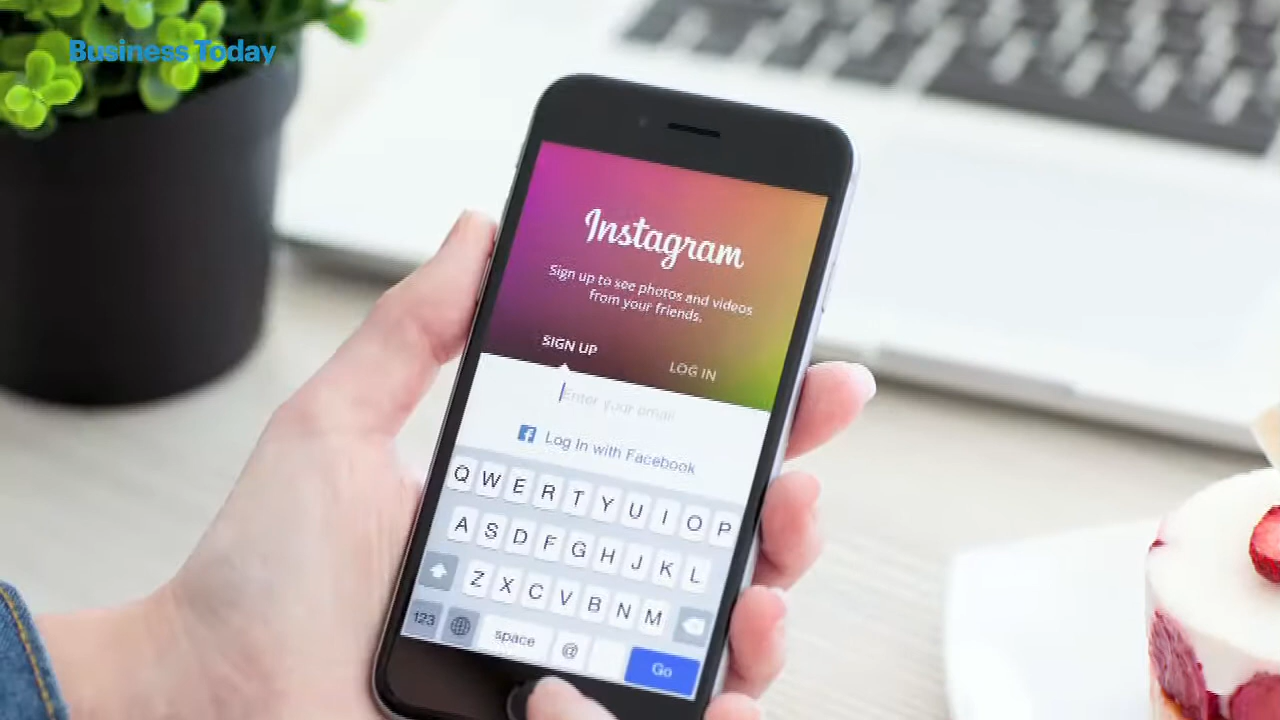 Business Today
Instagram
Sign up to see photos and videos
from your friends.
SIGN UP
LOG IN
Enter your email
Log In with Facebook
Q W E R T Y U I O P
A S D F G H J K L
Z X C V B N M
123 space @ Go